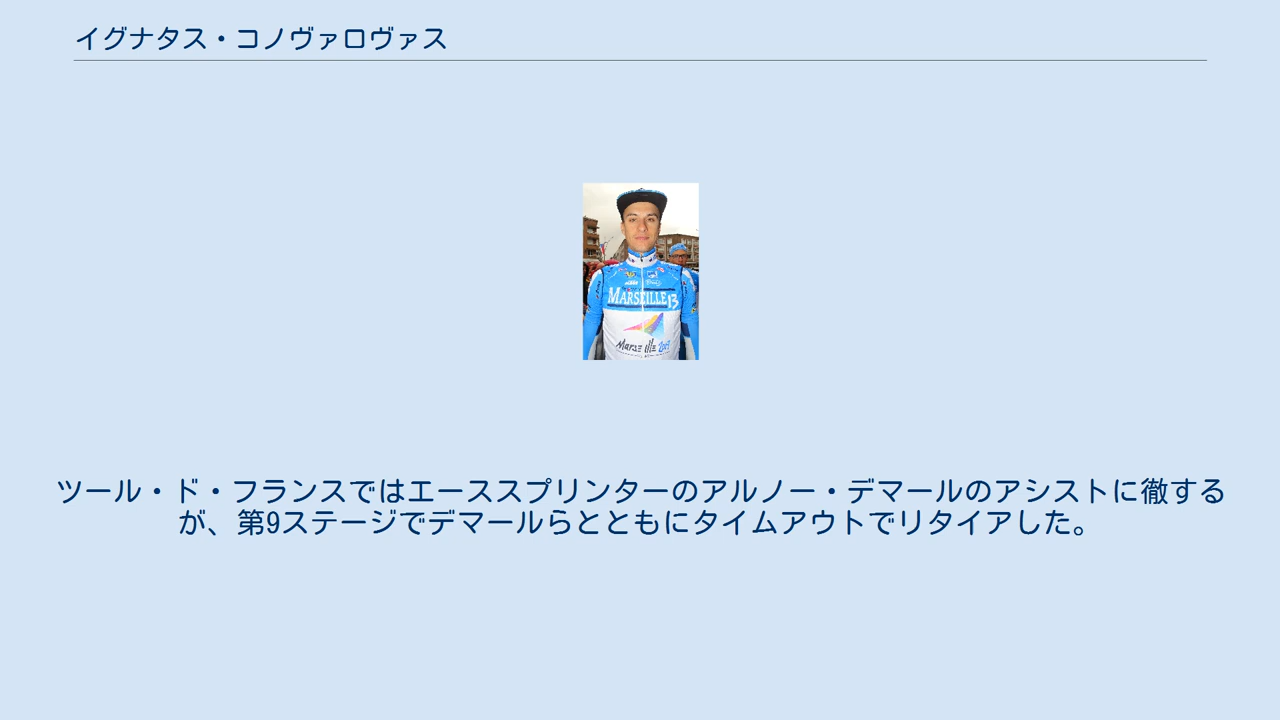 イグナタス・コノヴァロヴァス
MARSEILLE 13
Marseille 2013
ツール・ド・フランスではエーススプリンターのアルノー・デマールのアシストに徹する
が、第9ステージでデマールらとともにタイムアウトでリタイアした。